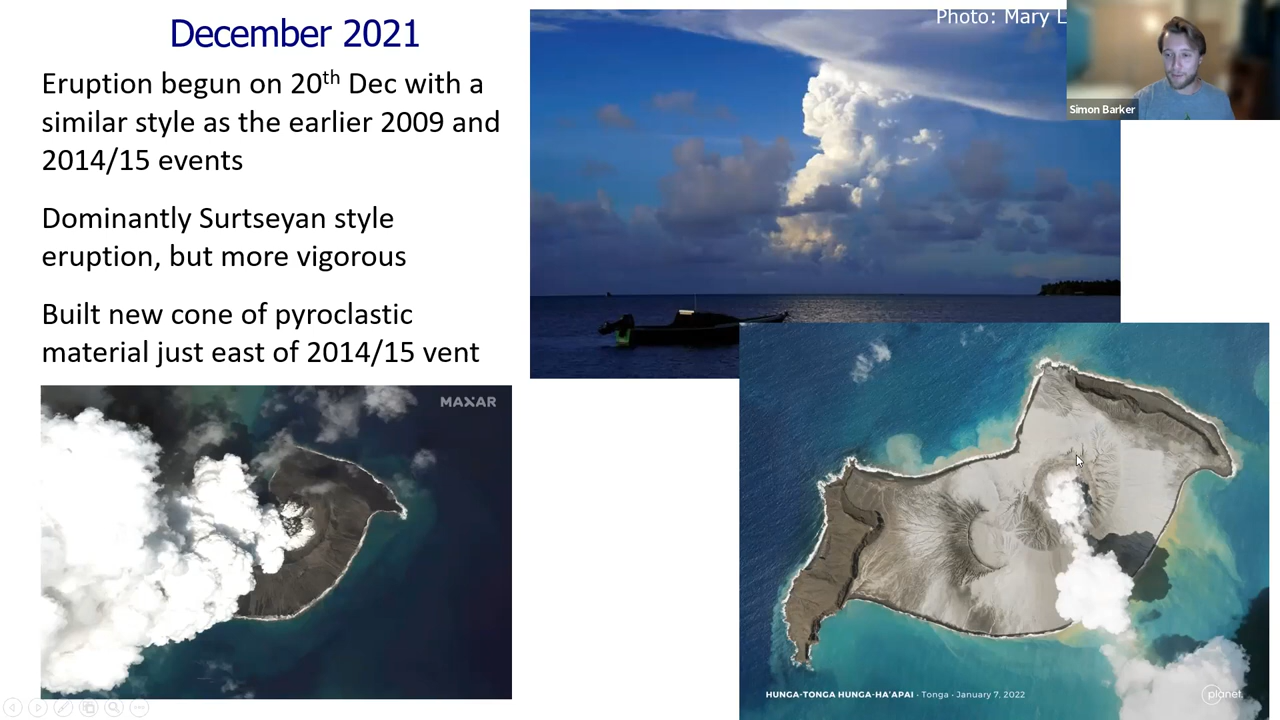 December 2021
Eruption begun on 20th Dec with a
similar style as the earlier 2009 and
2014/15 events
Dominantly Surtseyan style
eruption, but more vigorous
Built new cone of pyroclastic
material just east of 2014/15 vent
Photo: Mary L
Simon Barker
MAXAR
HUNGA-TONGA HUNGA-HA'APAI · Tonga · January 7, 2022
planet.